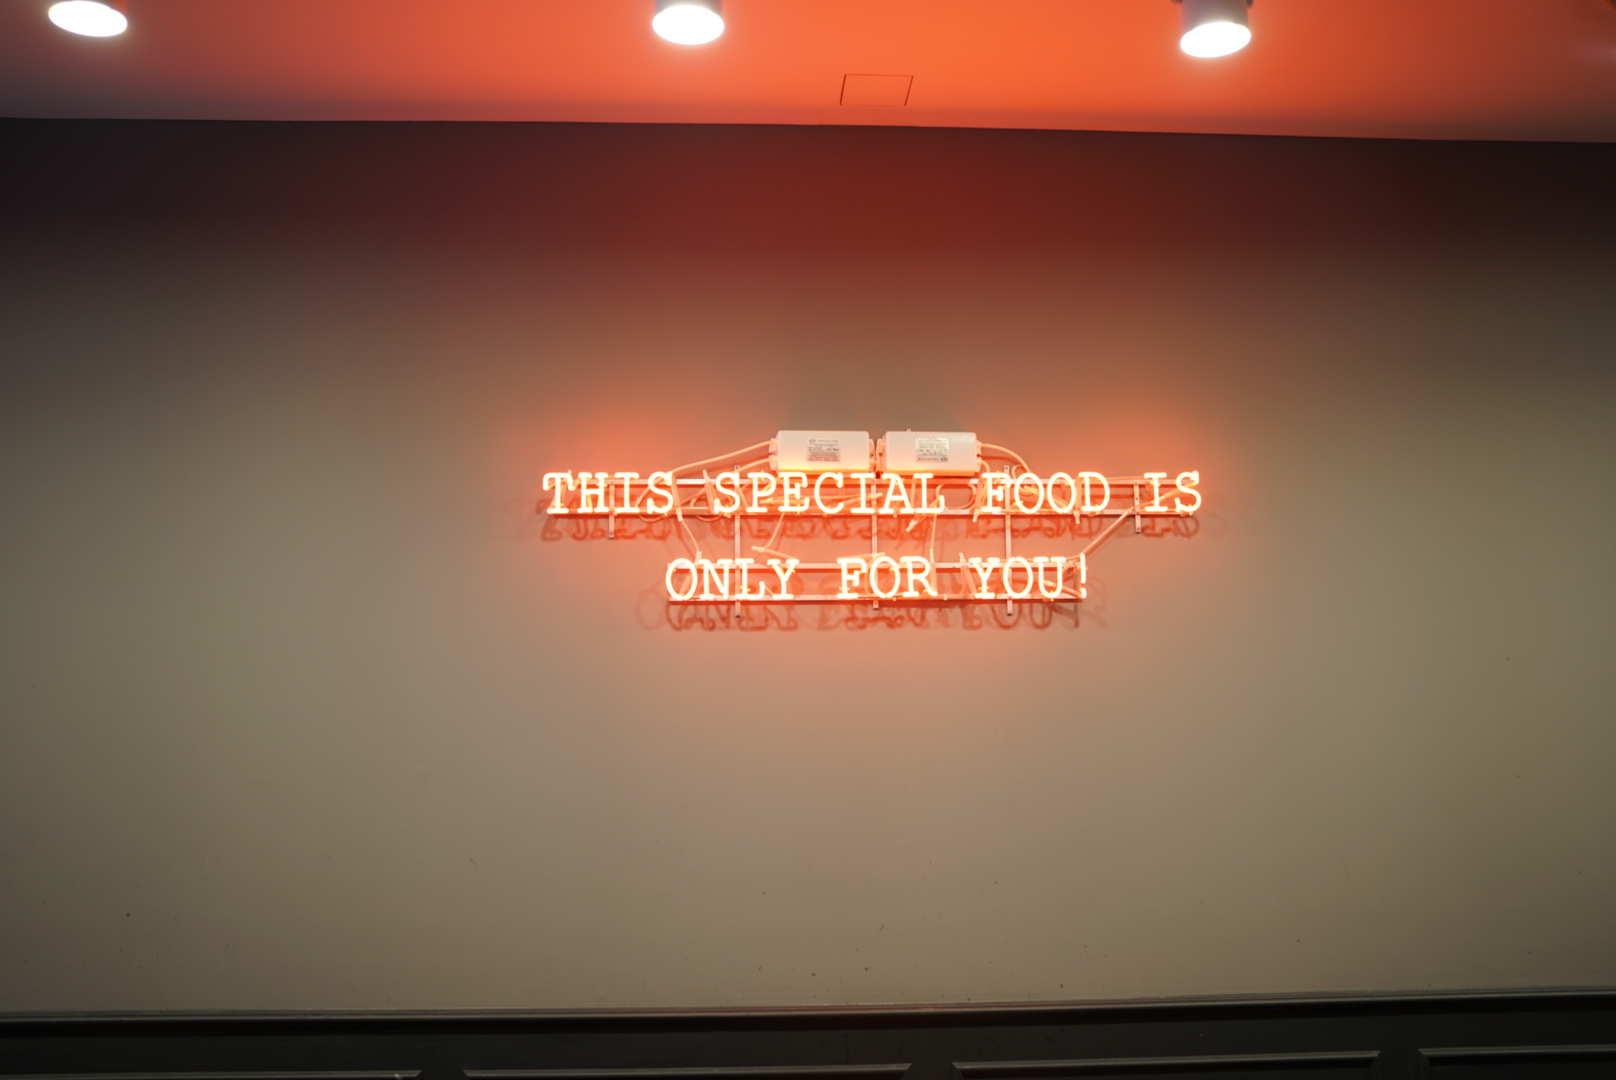 THIS SPECIAL FOOD IS
ONLY FOR YOU!